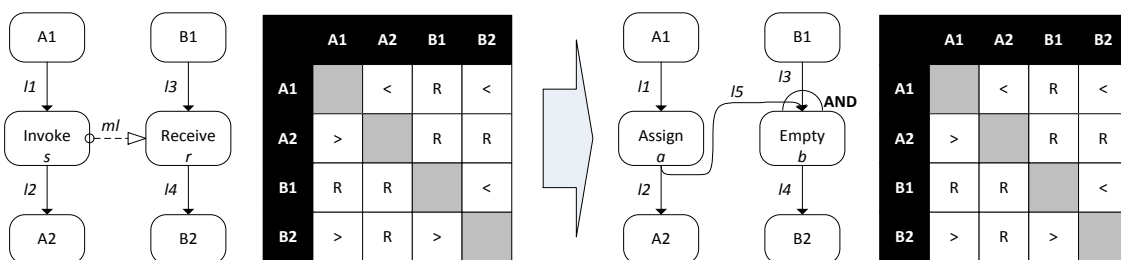 A1 B1
l1 l3
Invoke ml Receive
s r
l2 l4
A2 B2
A1 A2 B1 B2
A1 < R <
A2 > R R
B1 R R <
B2 > R >
A1 B1
l1 l3
l5 AND
Assign Empty
a b
l2 l4
A2 B2
A1 A2 B1 B2
A1 < R <
A2 > R R
B1 R R <
B2 > R >